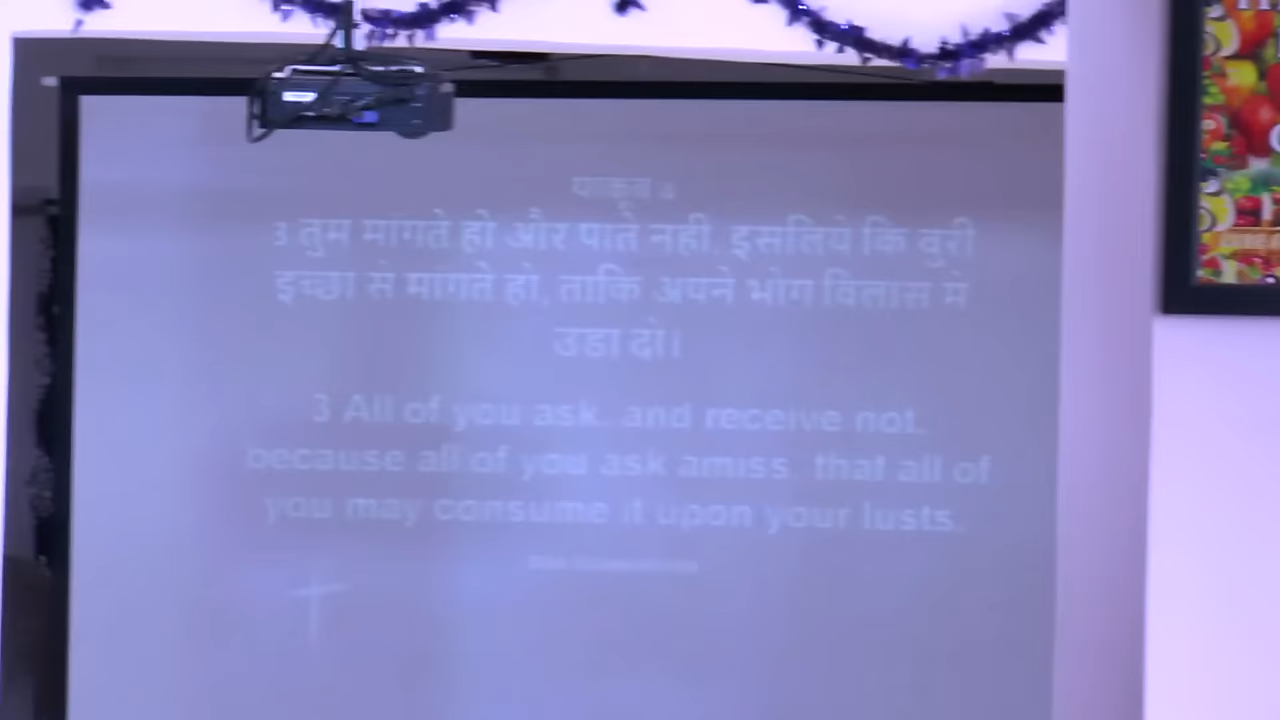 याकूब 4
3 तुम मांगते हो और पाते नहीं, इसलिये कि बुरी
इच्छा से मांगते हो, ताकि अपने भोग विलास में
उडा दो।
3 All of you ask, and receive not,
because all of you ask amiss, that all of
you may consume it upon your lusts.